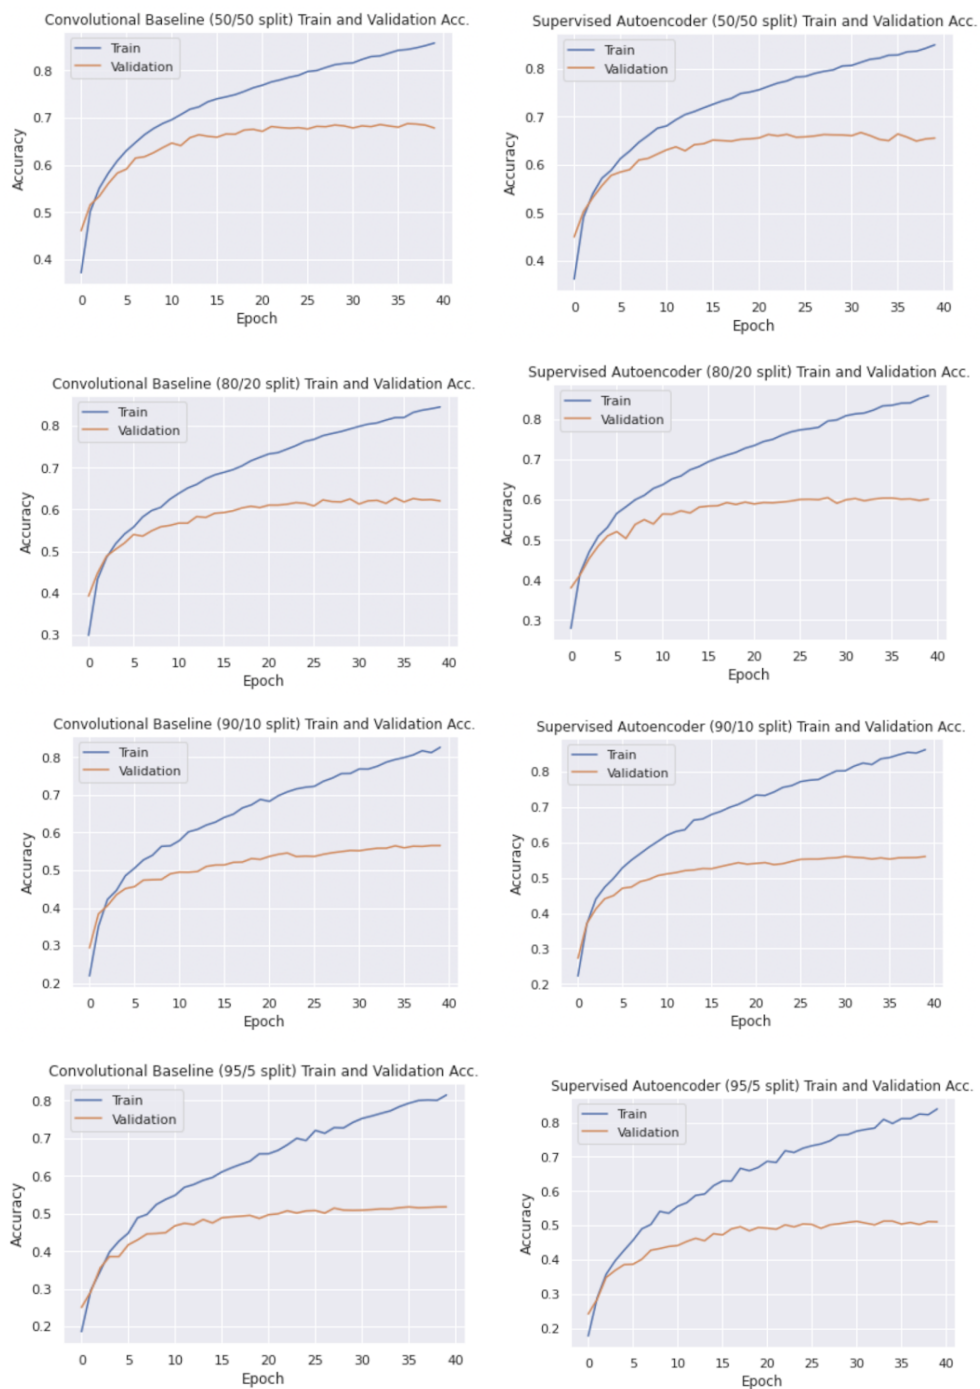 Convolutional Baseline (50/50 split) Train and Validation Acc.
Train
Validation
0.8
0.7
0.6
0.5
0.4
Accuracy
0 5 10 15 20 25 30 35 40
Epoch
Supervised Autoencoder (50/50 split) Train and Validation Acc.
Train
Validation
0.8
0.7
0.6
0.5
0.4
Accuracy
0 5 10 15 20 25 30 35 40
Epoch
Convolutional Baseline (80/20 split) Train and Validation Acc.
Train
Validation
0.8
0.7
0.6
0.5
0.4
0.3
Accuracy
0 5 10 15 20 25 30 35 40
Epoch
Supervised Autoencoder (80/20 split) Train and Validation Acc.
Train
Validation
0.8
0.7
0.6
0.5
0.4
0.3
Accuracy
0 5 10 15 20 25 30 35 40
Epoch
Convolutional Baseline (90/10 split) Train and Validation Acc.
Train
Validation
0.8
0.7
0.6
0.5
0.4
0.3
0.2
Accuracy
0 5 10 15 20 25 30 35 40
Epoch
Supervised Autoencoder (90/10 split) Train and Validation Acc.
Train
Validation
0.8
0.7
0.6
0.5
0.4
0.3
0.2
Accuracy
0 5 10 15 20 25 30 35 40
Epoch
Convolutional Baseline (95/5 split) Train and Validation Acc.
Train
Validation
0.8
0.7
0.6
0.5
0.4
0.3
0.2
Accuracy
0 5 10 15 20 25 30 35 40
Epoch
Supervised Autoencoder (95/5 split) Train and Validation Acc.
Train
Validation
0.8
0.7
0.6
0.5
0.4
0.3
0.2
Accuracy
0 5 10 15 20 25 30 35 40
Epoch